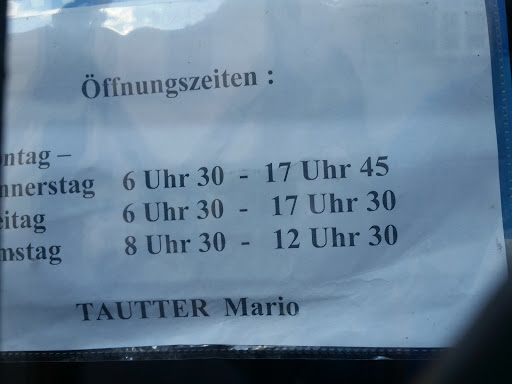 Öffnungszeiten :
ontag –
nnerstag 6 Uhr 30 - 17 Uhr 45
eitag 6 Uhr 30 - 17 Uhr 30
mstag 8 Uhr 30 - 12 Uhr 30
TAUTTER Mario